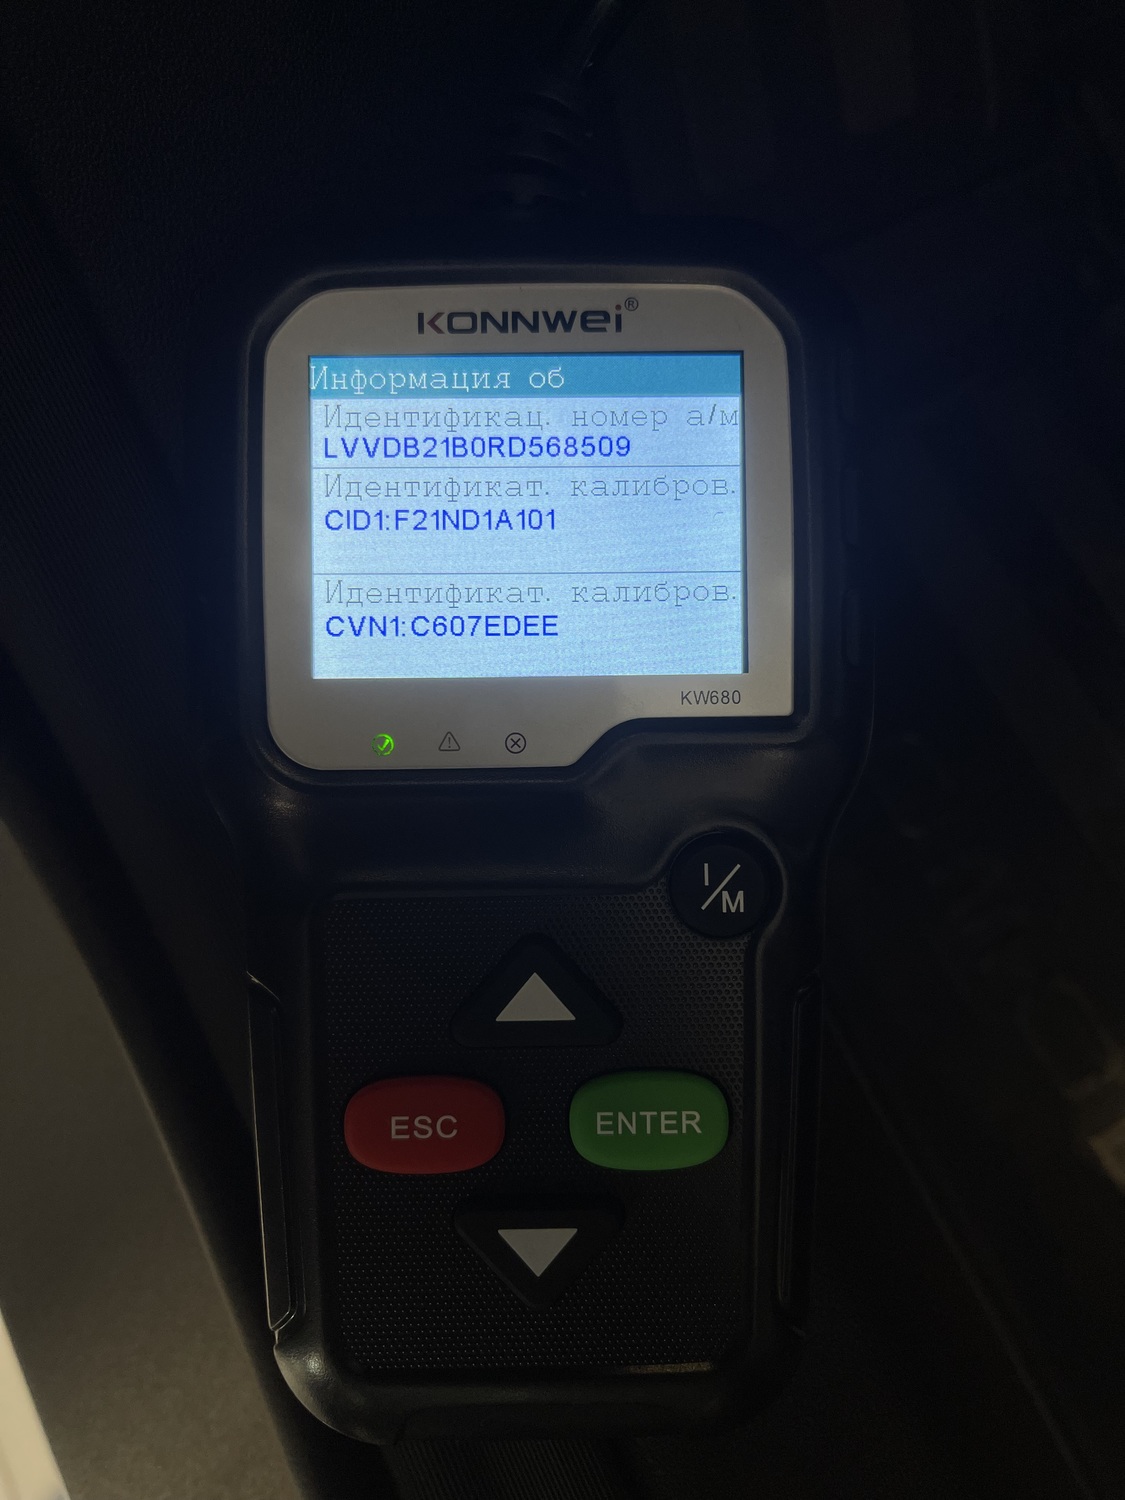 KONNWEI®
Информация об
Идентификац. номер а/м
LVVDB21B0RD568509
Идентификат. калибров.
CID1:F21ND1A101
Идентификат. калибров.
CVN1:C607EDEE
KW680
I/M
ESC
ENTER